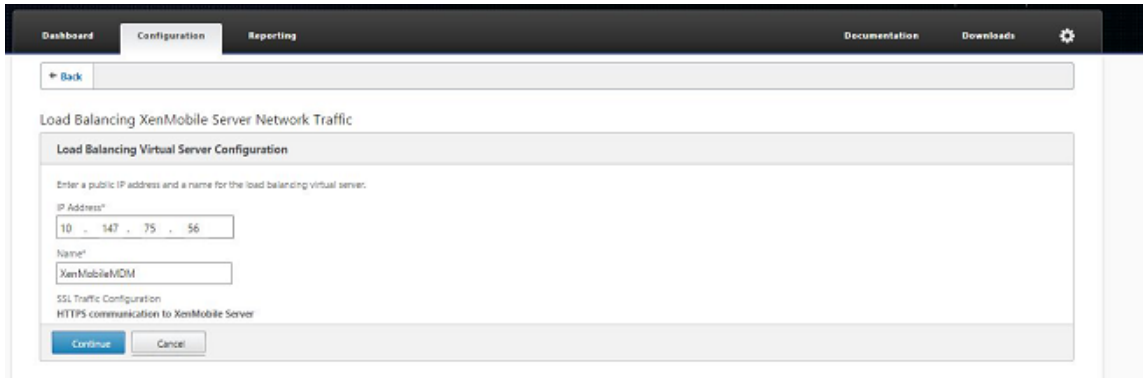 Dashboard Configuration Reporting Documentation Downloads
Back
Load Balancing XenMobile Server Network Traffic
Load Balancing Virtual Server Configuration
Enter a public IP address and a name for the load balancing virtual server.
IP Address*
10 . 147 . 75 . 56
Name*
XenMobileMDM
SSL Traffic Configuration
HTTPS communication to XenMobile Server
Continue Cancel